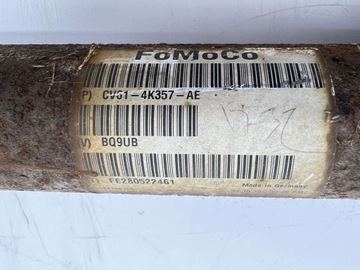 FoMoCo
P) CV61-4K357-AE
V) BQ9UB
FE280522461
Made in Germany